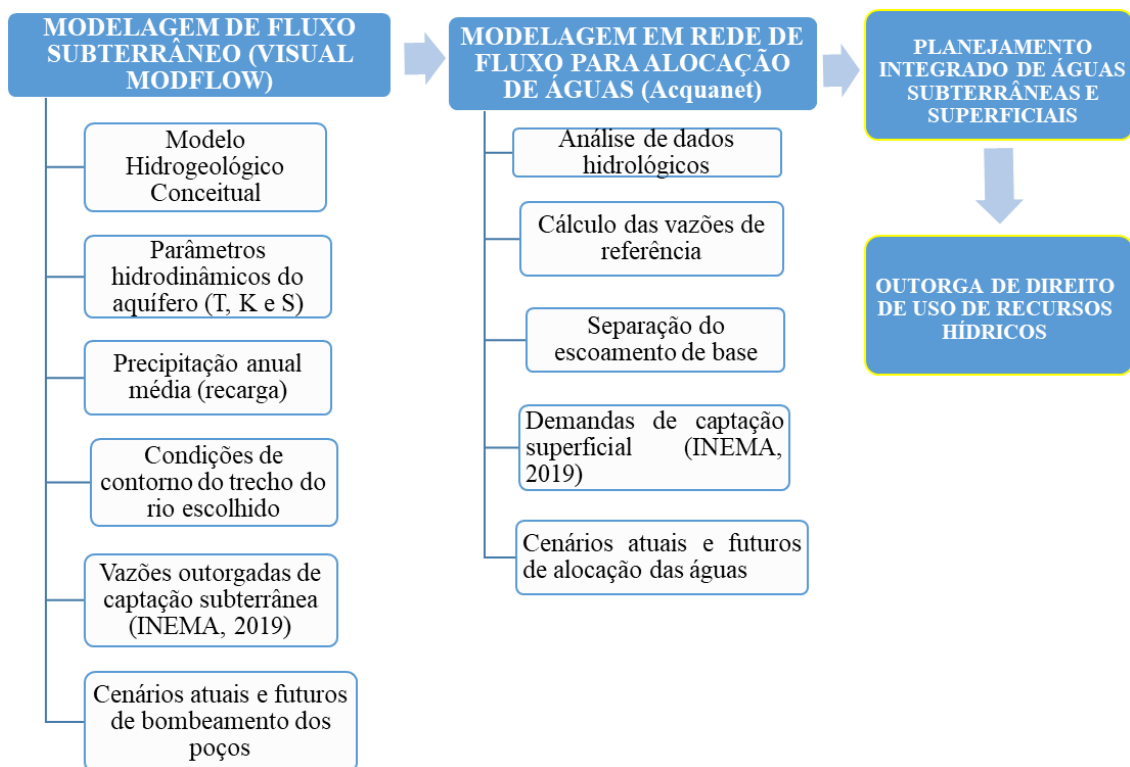 MODELAGEM DE FLUXO
SUBTERRÂNEO (VISUAL
MODFLOW)
Modelo
Hidrogeológico
Conceitual
Parâmetros
hidrodinâmicos do
aquífero (T, K e S)
Precipitação anual
média (recarga)
Condições de
contorno do trecho do
rio escolhido
Vazões outorgadas de
captação subterrânea
(INEMA, 2019)
Cenários atuais e futuros
de bombeamento dos
poços
MODELAGEM EM REDE DE
FLUXO PARA ALOCAÇÃO
DE ÁGUAS (Acquanet)
Análise de dados
hidrológicos
Cálculo das vazões de
referência
Separação do
escoamento de base
Demandas de captação
superficial (INEMA,
2019)
Cenários atuais e futuros
de alocação das águas
PLANEJAMENTO
INTEGRADO DE ÁGUAS
SUBTERRÂNEAS E
SUPERFICIAIS
OUTORGA DE DIREITO
DE USO DE RECURSOS
HÍDRICOS